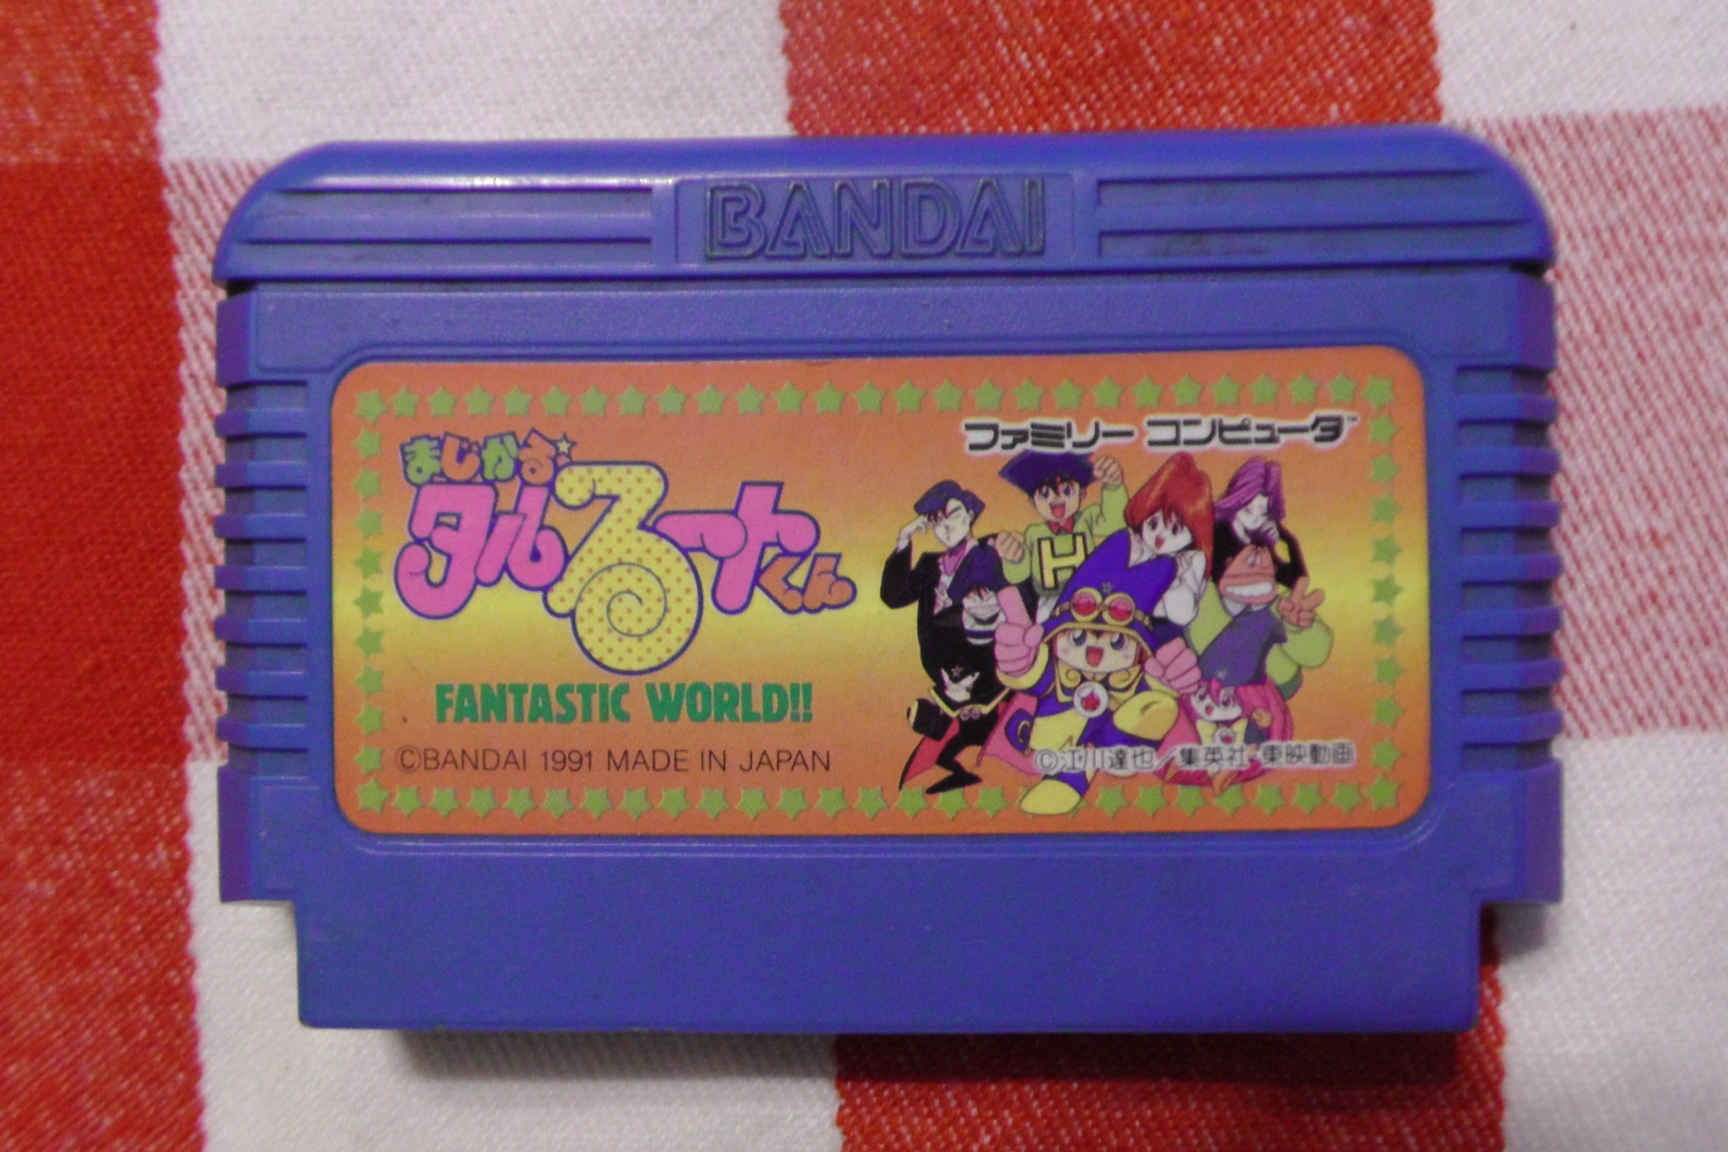 BANDAI
ファミリー コンピュータ™
まじかる☆
タルるートくん
FANTASTIC WORLD!!
©BANDAI 1991 MADE IN JAPAN
©江川達也/集英社・東映動画
H